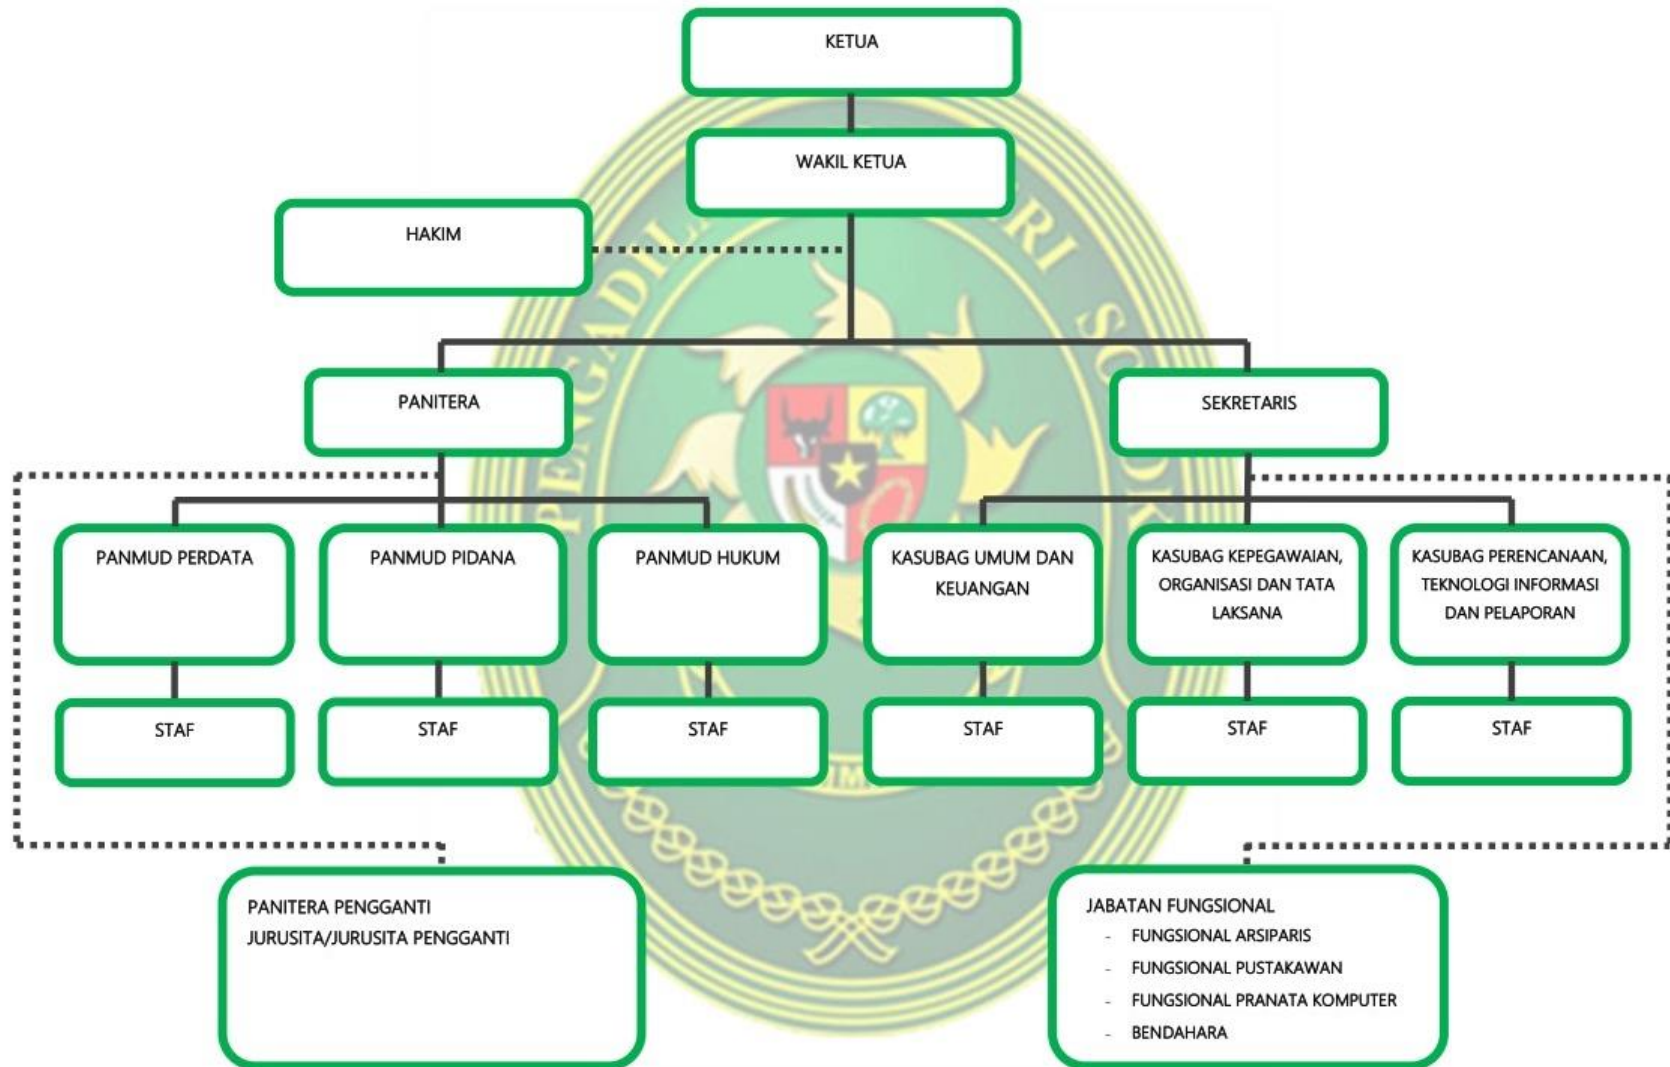 KETUA
WAKIL KETUA
HAKIM
PANITERA
SEKRETARIS
PANMUD PERDATA
PANMUD PIDANA
PANMUD HUKUM
KASUBAG UMUM DAN
KEUANGAN
KASUBAG KEPEGAWAIAN,
ORGANISASI DAN TATA
LAKSANA
KASUBAG PERENCANAAN,
TEKNOLOGI INFORMASI
DAN PELAPORAN
STAF
STAF
STAF
STAF
STAF
STAF
PANITERA PENGGANTI
JURUSITA/JURUSITA PENGGANTI
JABATAN FUNGSIONAL
- FUNGSIONAL ARSIPARIS
- FUNGSIONAL PUSTAKAWAN
- FUNGSIONAL PRANATA KOMPUTER
- BENDAHARA